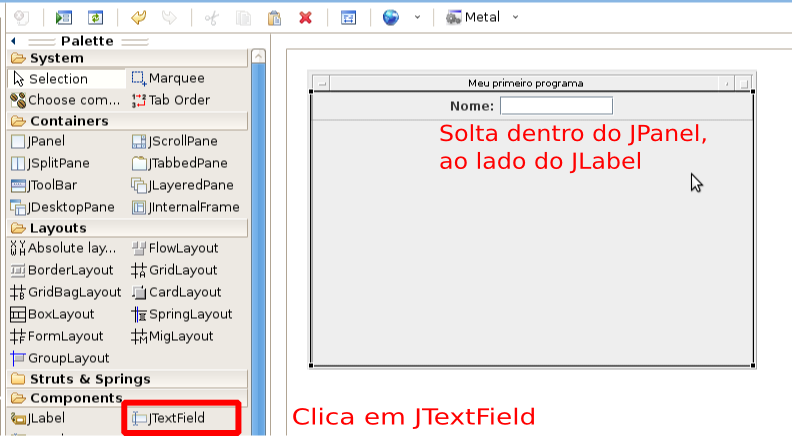 Metal
Palette
System
Selection
Marquee
Choose com...
Tab Order
Containers
JPanel
JScrollPane
JSplitPane
JTabbedPane
JToolBar
JLayeredPane
JDesktopPane
JInternalFrame
Layouts
Absolute lay...
FlowLayout
BorderLayout
GridLayout
GridBagLayout
CardLayout
BoxLayout
SpringLayout
FormLayout
MigLayout
GroupLayout
Struts & Springs
Components
JLabel
JTextField
Meu primeiro programa
Nome:
Solta dentro do JPanel,
ao lado do JLabel
Clica em JTextField